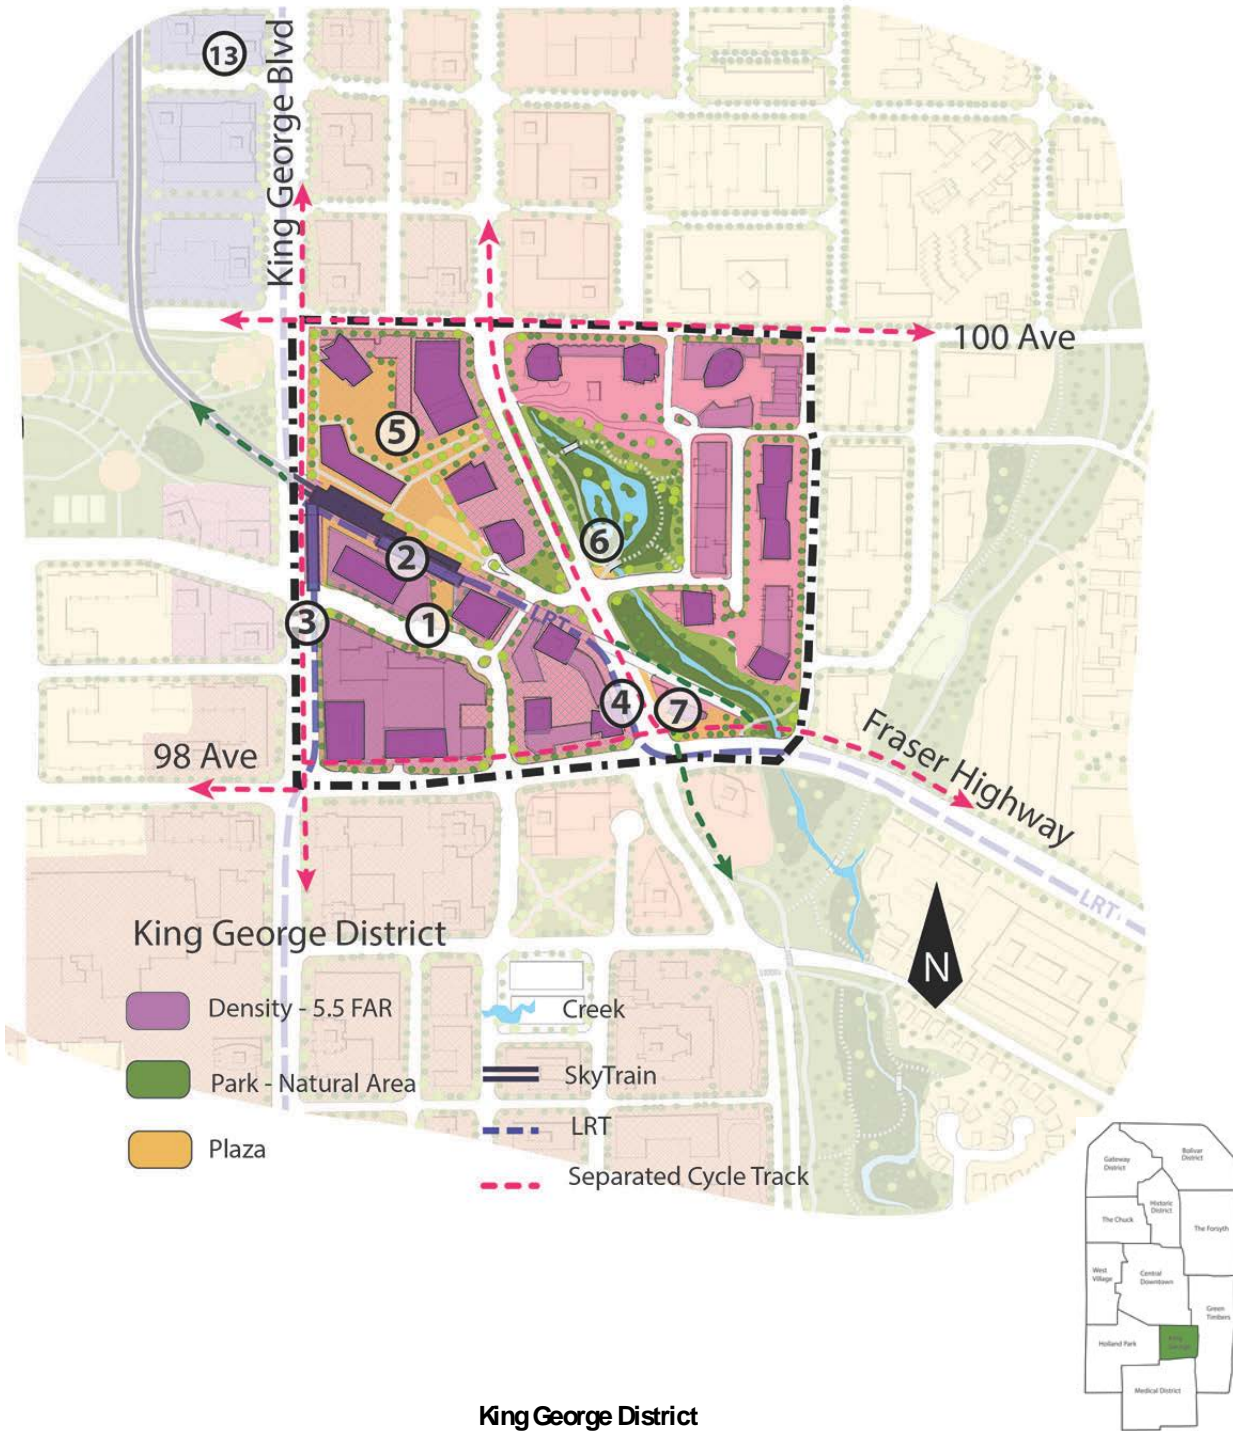 13
King George Blvd
100 Ave
5
6
2
LRT
1
3
4
7
98 Ave
Fraser Highway
LRT
N
King George District
Density - 5.5 FAR
Creek
Park - Natural Area
SkyTrain
LRT
Plaza
Separated Cycle Track
Gateway
District
Bolivar
District
Historic
District
The Chuck
The Forsyth
West
Village
Central
Downtown
Green
Timbers
Holland Park
King
George
Medical District
King George District